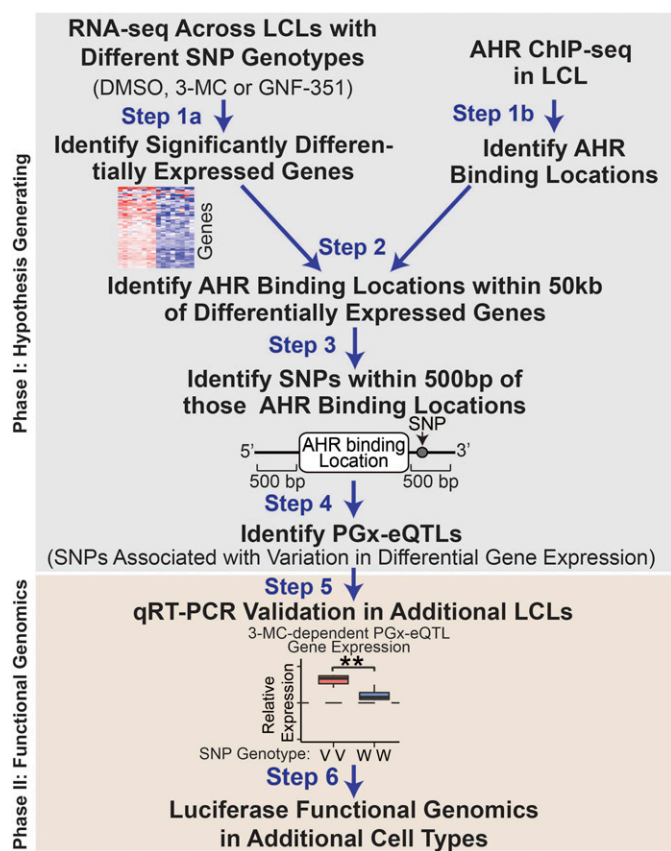 Phase I: Hypothesis Generating
RNA-seq Across LCLs with
Different SNP Genotypes
(DMSO, 3-MC or GNF-351)
AHR ChIP-seq
in LCL
Step 1a
Step 1b
Identify Significantly Differen-
tially Expressed Genes
Identify AHR
Binding Locations
Genes
Step 2
Identify AHR Binding Locations within 50kb
of Differentially Expressed Genes
Step 3
Identify SNPs within 500bp of
those AHR Binding Locations
SNP
5'
AHR binding
Location
3'
500 bp
500 bp
Step 4
Identify PGx-eQTLs
(SNPs Associated with Variation in Differential Gene Expression)
Phase II: Functional Genomics
Step 5
qRT-PCR Validation in Additional LCLs
3-MC-dependent PGx-eQTL
Gene Expression
**
Relative
Expression
SNP Genotype: V V W W
Step 6
Luciferase Functional Genomics
in Additional Cell Types